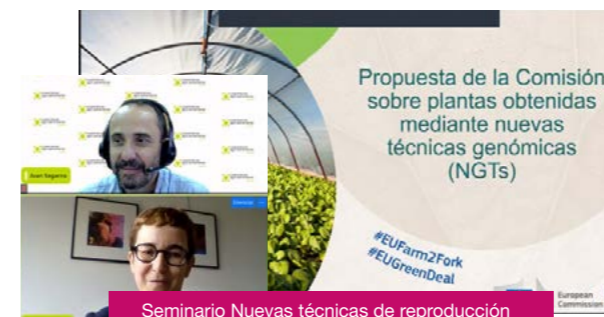 Propuesta de la Comisión
sobre plantas obtenidas
mediante nuevas
técnicas genómicas
(NGTs)
#EUFarm2Fork
#EUGreenDeal
European
Commission
Seminario Nuevas técnicas de reproducción